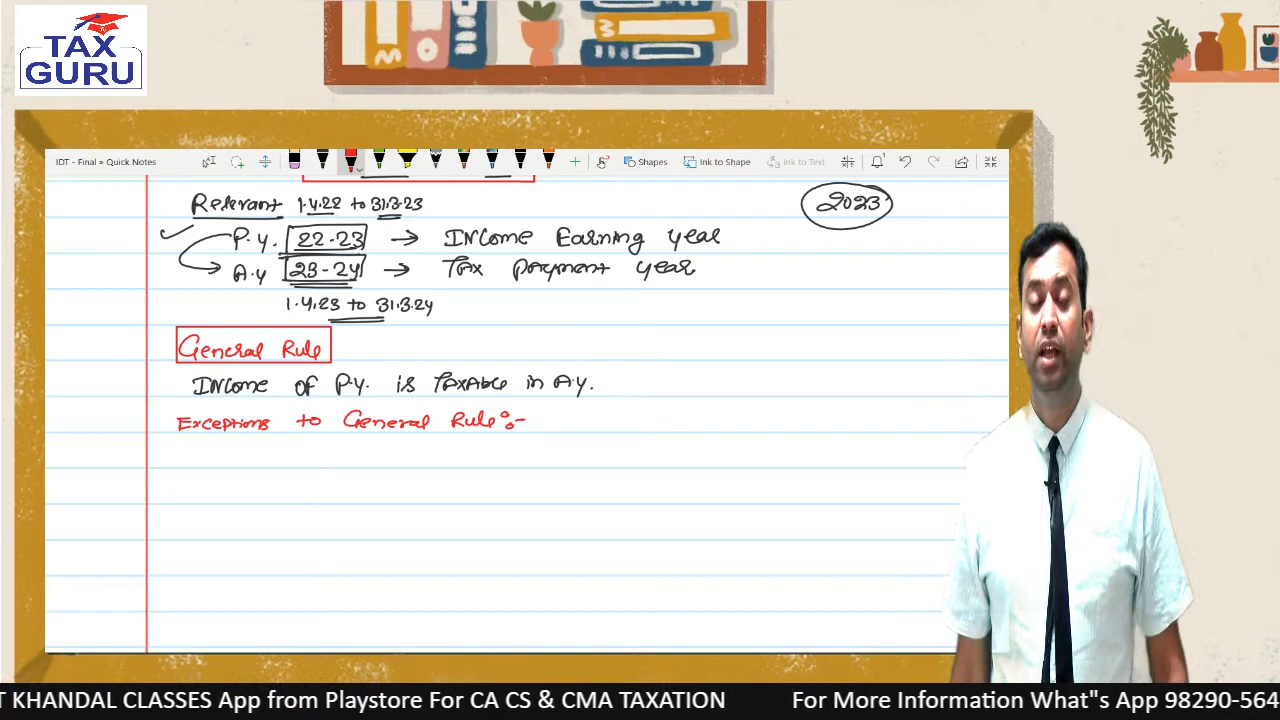 TAX
GURU
IDT - Final » Quick Notes
Shapes
Ink to Shape
Ink to Text
Relevant 1.4.22 to 31.3.23
2023
P.y. 22-23 → Income Earning year
A.y 23-24 → Tax payment year
1.4.23 to 31.3.24
General Rule
Income of P.y. is Taxable in A.y.
Exceptions to General Rule:-
T KHANDAL CLASSES App from Playstore For CA CS & CMA TAXATION For More Information What"s App 98290-564